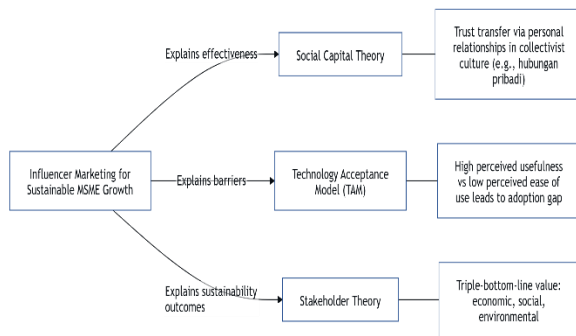 Explains effectiveness
Social Capital Theory
Trust transfer via personal
relationships in collectivist
culture (e.g., hubungan
pribadi)
Influencer Marketing for
Sustainable MSME Growth
Explains barriers
Technology Acceptance
Model (TAM)
High perceived usefulness
vs low perceived ease of
use leads to adoption gap
Explains sustainability
outcomes
Stakeholder Theory
Triple-bottom-line value:
economic, social,
environmental